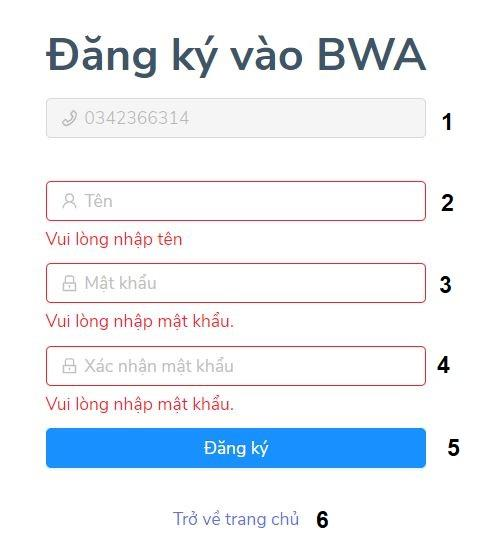 Đăng ký vào BWA
0342366314 1
Tên 2
Vui lòng nhập tên
Mật khẩu 3
Vui lòng nhập mật khẩu.
Xác nhận mật khẩu 4
Vui lòng nhập mật khẩu.
Đăng ký 5
Trở về trang chủ 6